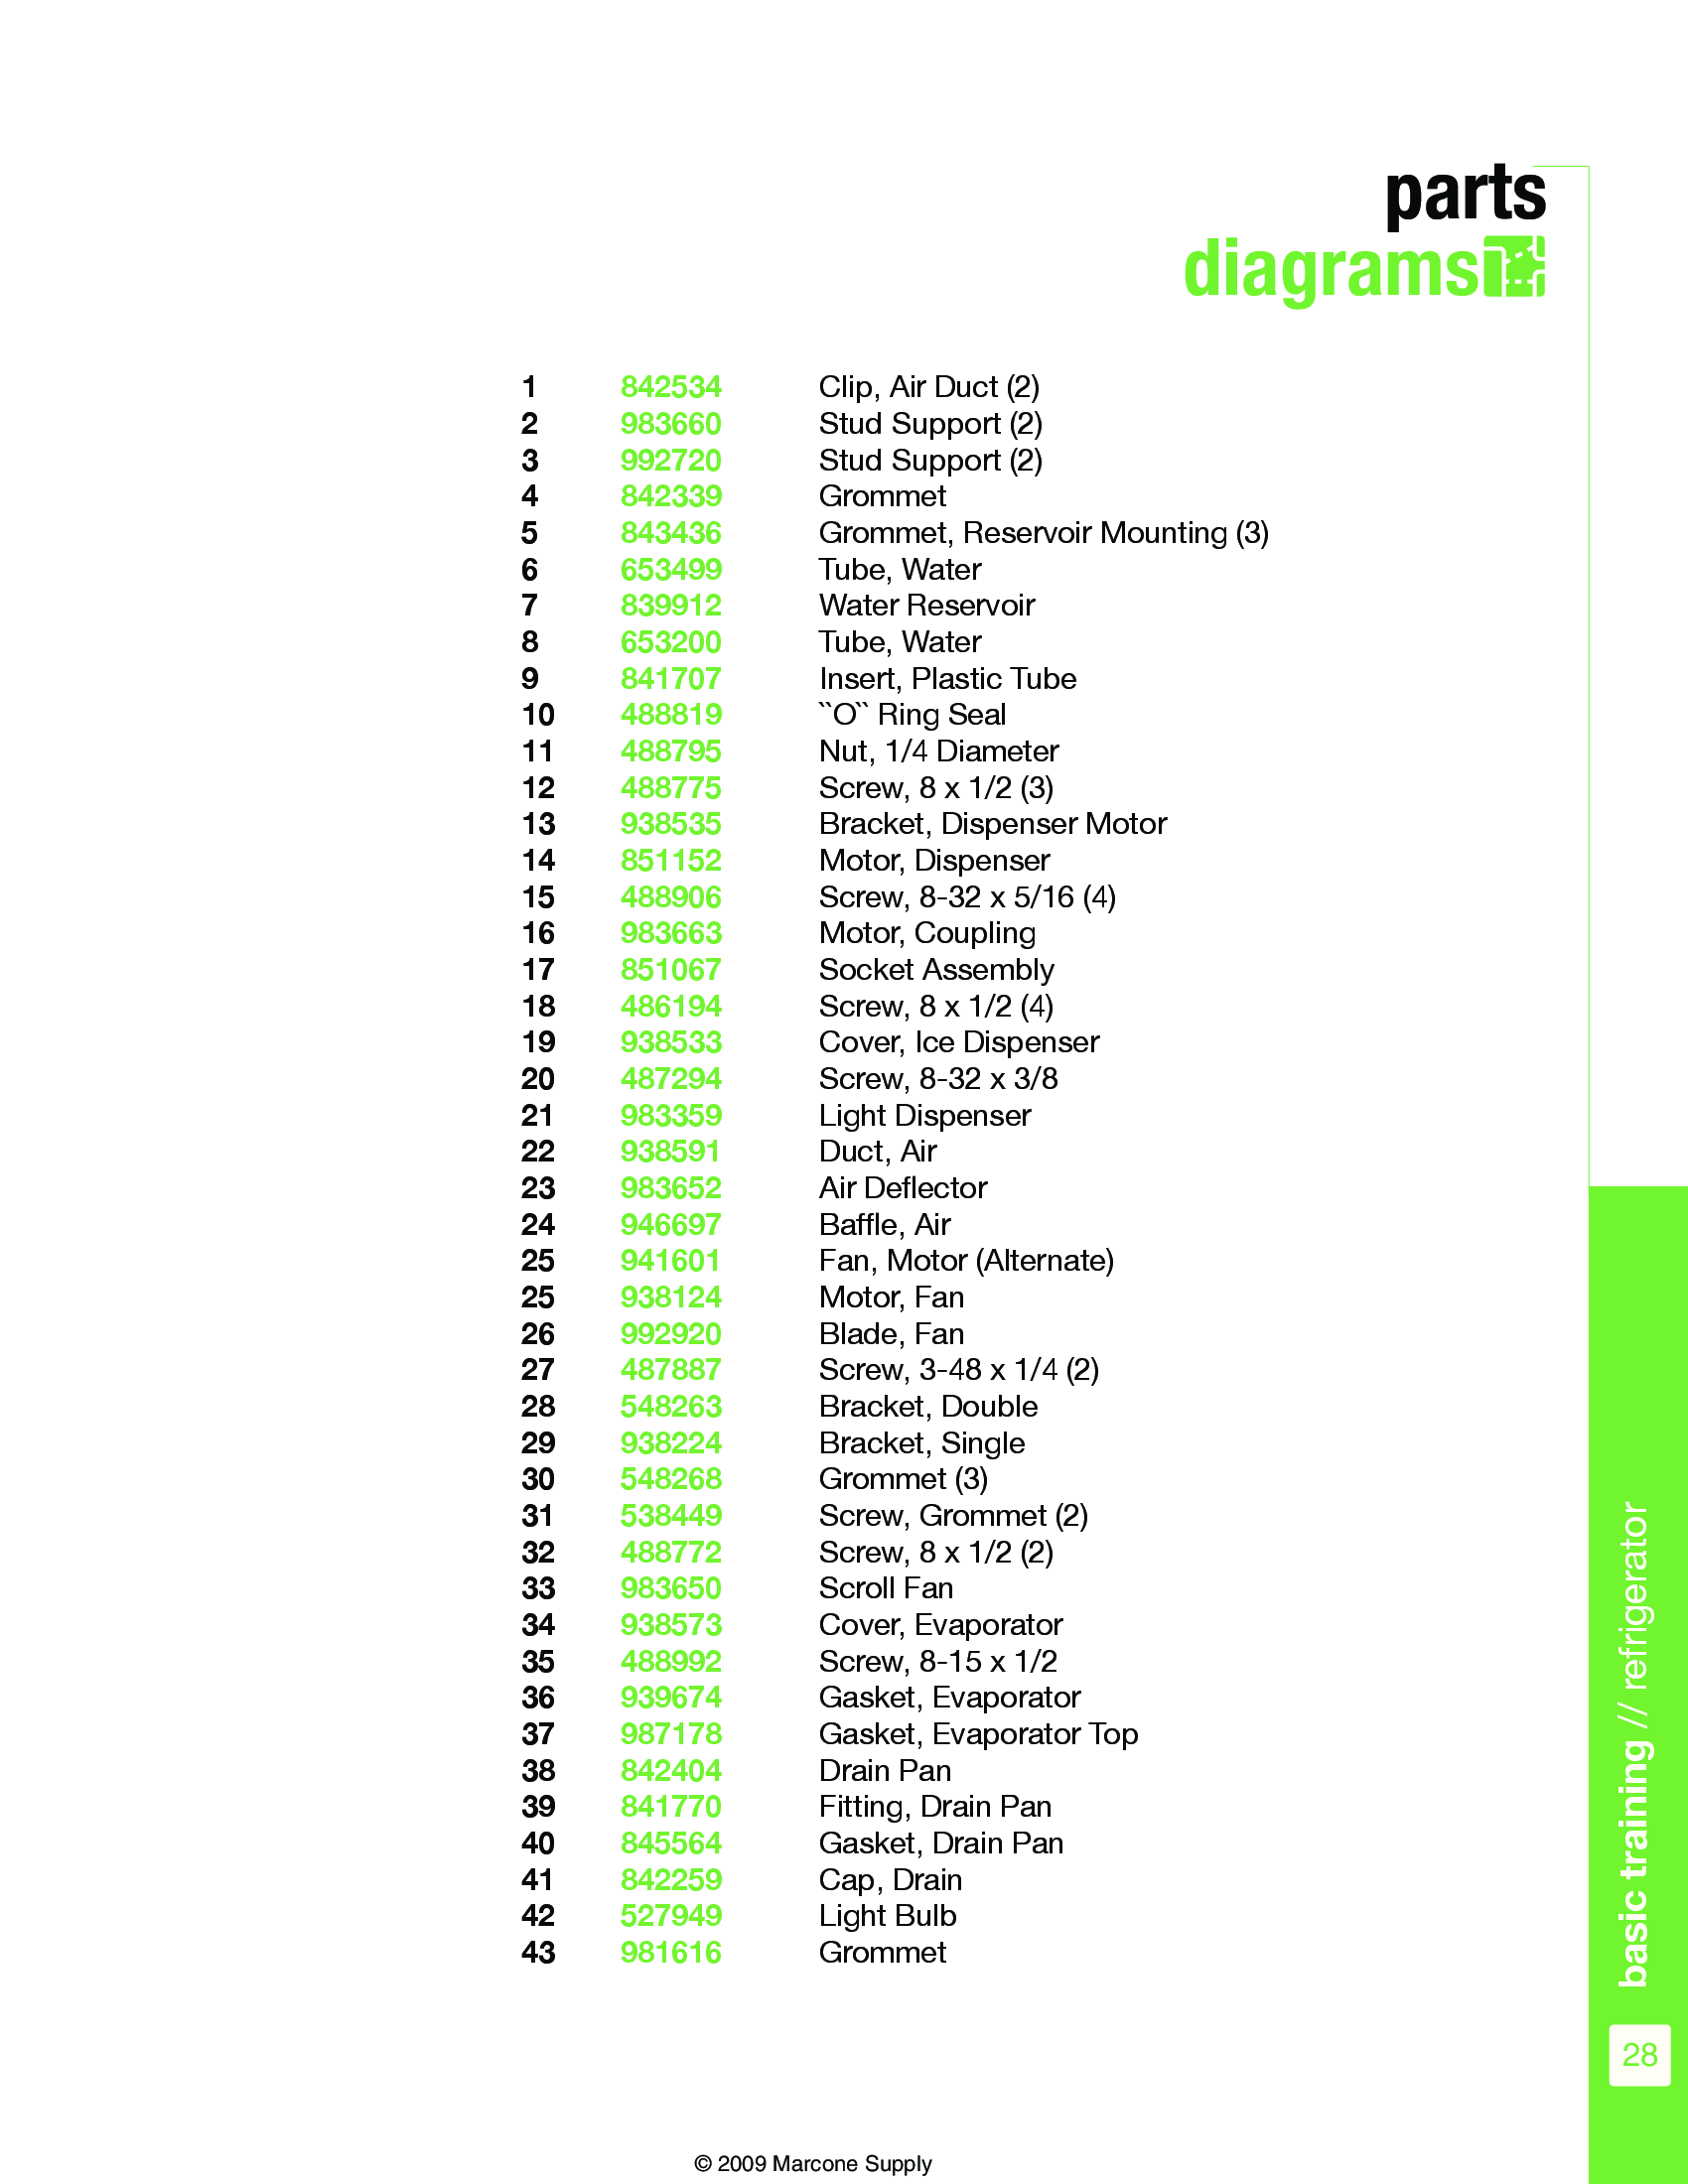 parts
diagrams
1 842534 Clip, Air Duct (2)
2 983660 Stud Support (2)
3 992720 Stud Support (2)
4 842339 Grommet
5 843436 Grommet, Reservoir Mounting (3)
6 653499 Tube, Water
7 839912 Water Reservoir
8 653200 Tube, Water
9 841707 Insert, Plastic Tube
10 488819 ``O`` Ring Seal
11 488795 Nut, 1/4 Diameter
12 488775 Screw, 8 x 1/2 (3)
13 938535 Bracket, Dispenser Motor
14 851152 Motor, Dispenser
15 488906 Screw, 8-32 x 5/16 (4)
16 983663 Motor, Coupling
17 851067 Socket Assembly
18 486194 Screw, 8 x 1/2 (4)
19 938533 Cover, Ice Dispenser
20 487294 Screw, 8-32 x 3/8
21 983359 Light Dispenser
22 938591 Duct, Air
23 983652 Air Deflector
24 946697 Baffle, Air
25 941601 Fan, Motor (Alternate)
25 938124 Motor, Fan
26 992920 Blade, Fan
27 487887 Screw, 3-48 x 1/4 (2)
28 548263 Bracket, Double
29 938224 Bracket, Single
30 548268 Grommet (3)
31 538449 Screw, Grommet (2)
32 488772 Screw, 8 x 1/2 (2)
33 983650 Scroll Fan
34 938573 Cover, Evaporator
35 488992 Screw, 8-15 x 1/2
36 939674 Gasket, Evaporator
37 987178 Gasket, Evaporator Top
38 842404 Drain Pan
39 841770 Fitting, Drain Pan
40 845564 Gasket, Drain Pan
41 842259 Cap, Drain
42 527949 Light Bulb
43 981616 Grommet
basic training // refrigerator
28
© 2009 Marcone Supply